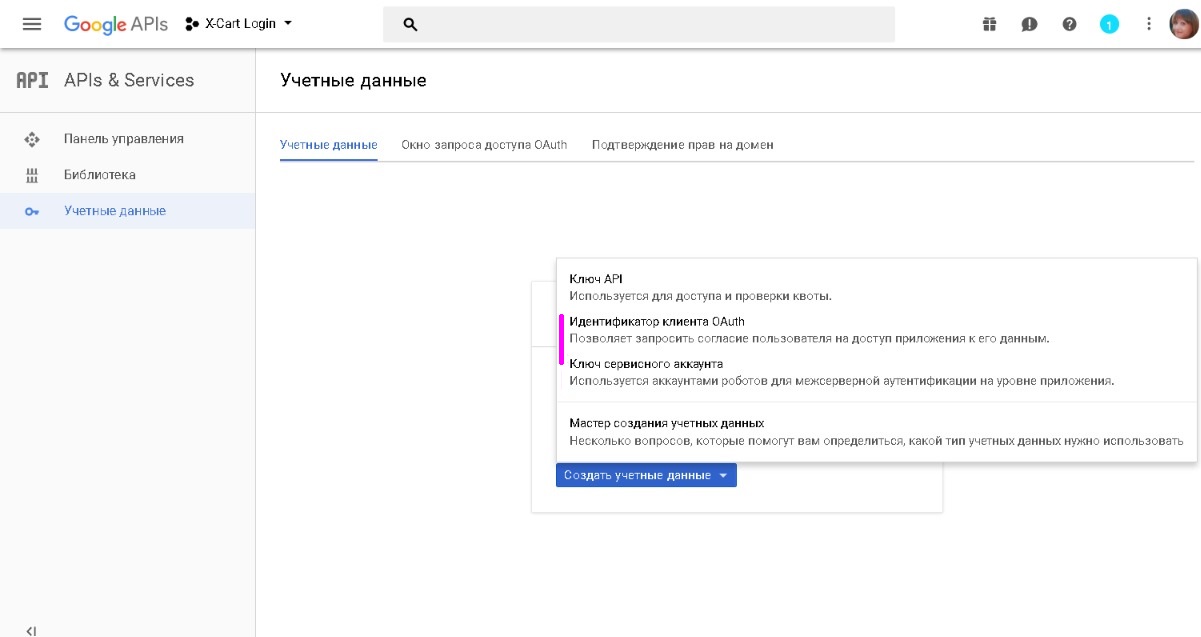 Google APIs
X-Cart Login
1
API APIs & Services
Учетные данные
Панель управления
Библиотека
Учетные данные
Учетные данные
Окно запроса доступа OAuth
Подтверждение прав на домен
Ключ API
Используется для доступа и проверки квоты.
Идентификатор клиента OAuth
Позволяет запросить согласие пользователя на доступ приложения к его данным.
Ключ сервисного аккаунта
Используется аккаунтами роботов для межсерверной аутентификации на уровне приложения.
Мастер создания учетных данных
Несколько вопросов, которые помогут вам определиться, какой тип учетных данных нужно использовать
Создать учетные данные